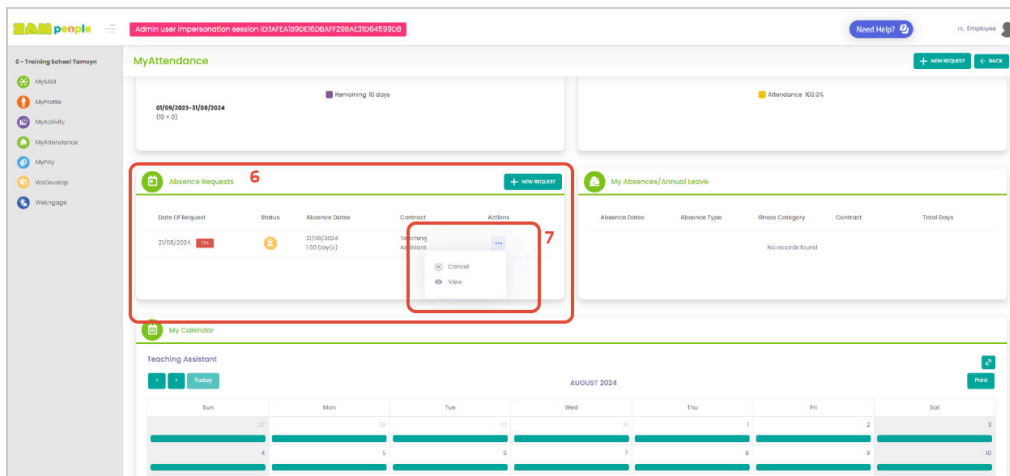 SAM people
Admin user impersonation session ID:1AFEA199DE16D8AFF298AE31D64599D8
Need Help?
Hi, Employee
0 - Training School Tamsyn
MyAttendance
+ NEW REQUEST
← BACK
MySAM
MyProfile
MyActivity
MyAttendance
MyPay
WeDevelop
WeEngage
Remaining 10 days
01/09/2023-31/08/2024
(10 + 0)
Attendance 100.0%
Absence Requests
6
+ NEW REQUEST
Date Of Request Status Absence Dates Contract Actions
21/08/2024
21/08/2024
1.00 Day(s)
Teaching
Assistant
...
7
Cancel
View
My Absences/Annual Leave
Absence Dates Absence Type Illness Category Contract Total Days
No records found
My Calendar
Teaching Assistant
< > Today
AUGUST 2024
Print
Sun Mon Tue Wed Thu Fri Sat
28 29 30 31 1 2 3
4 5 6 7 8 9 10